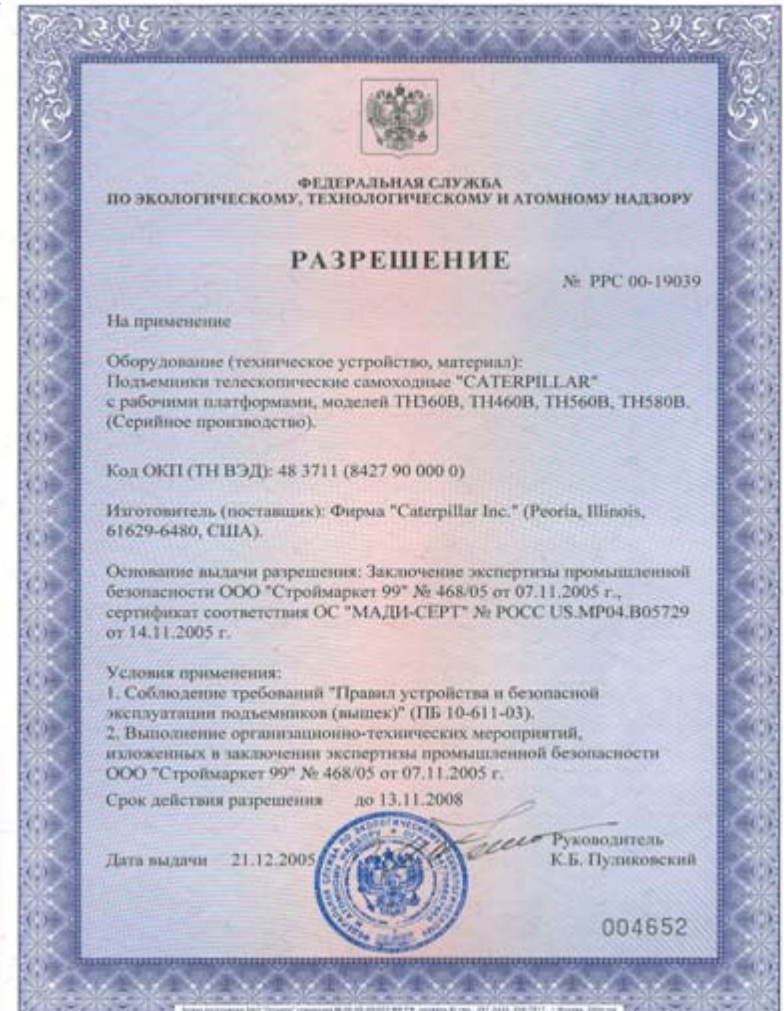 ФЕДЕРАЛЬНАЯ СЛУЖБА
ПО ЭКОЛОГИЧЕСКОМУ, ТЕХНОЛОГИЧЕСКОМУ И АТОМНОМУ НАДЗОРУ
РАЗРЕШЕНИЕ
№ РРС 00-19039
На применение
Оборудование (техническое устройство, материал):
Подъемники телескопические самоходные "CATERPILLAR"
с рабочими платформами, моделей TH360B, TH460B, TH560B, TH580B.
(Серийное производство).
Код ОКП (ТН ВЭД): 48 3711 (8427 90 000 0)
Изготовитель (поставщик): Фирма "Caterpillar Inc." (Peoria, Illinois,
61629-6480, США).
Основание выдачи разрешения: Заключение экспертизы промышленной
безопасности ООО "Строймаркет 99" № 468/05 от 07.11.2005 г.,
сертификат соответствия ОС "МАДИ-СЕРТ" № РОСС US.MP04.B05729
от 14.11.2005 г.
Условия применения:
1. Соблюдение требований "Правил устройства и безопасной
эксплуатации подъемников (вышек)" (ПБ 10-611-03).
2. Выполнение организационно-технических мероприятий,
изложенных в заключении экспертизы промышленной безопасности
ООО "Строймаркет 99" № 468/05 от 07.11.2005 г.
Срок действия разрешения до 13.11.2008
Дата выдачи 21.12.2005
Руководитель
К.Б. Пуликовский
004652